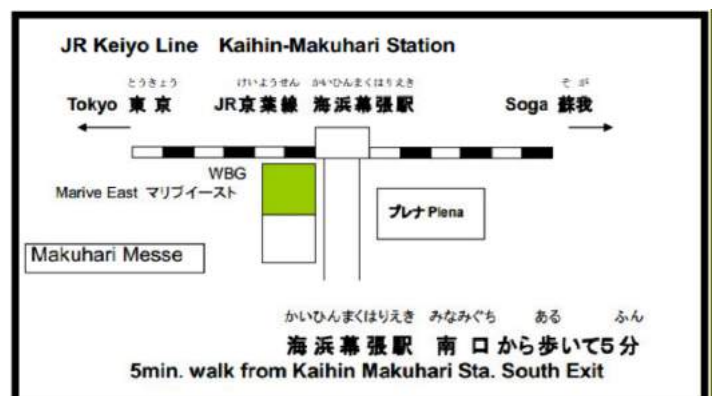 JR Keiyo Line Kaihin-Makuhari Station
とうきょう けいようせん かいひんまくはりえき そ が
Tokyo 東京 JR京葉線 海浜幕張駅 Soga 蘇我
WBG
Marive East マリブイースト
プレナ Plena
Makuhari Messe
かいひんまくはりえき みなみぐち ある ふん
海浜幕張駅 南口から歩いて5分
5min. walk from Kaihin Makuhari Sta. South Exit